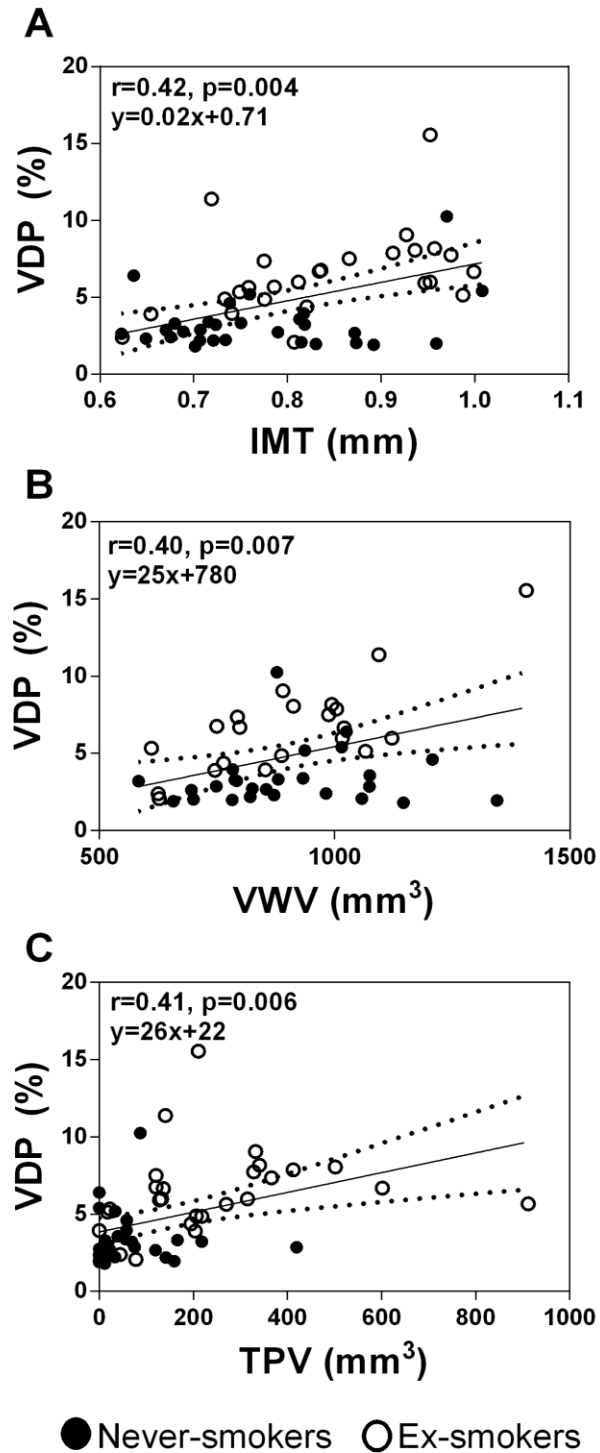 A
r=0.42, p=0.004
y=0.02x+0.71
VDP (%)
20
15
10
5
0
0.6 0.7 0.8 0.9 1.0 1.1
IMT (mm)
B
r=0.40, p=0.007
y=25x+780
VDP (%)
20
15
10
5
0
500 1000 1500
VWV (mm³)
C
r=0.41, p=0.006
y=26x+22
VDP (%)
20
15
10
5
0
0 200 400 600 800 1000
TPV (mm³)
Never-smokers Ex-smokers